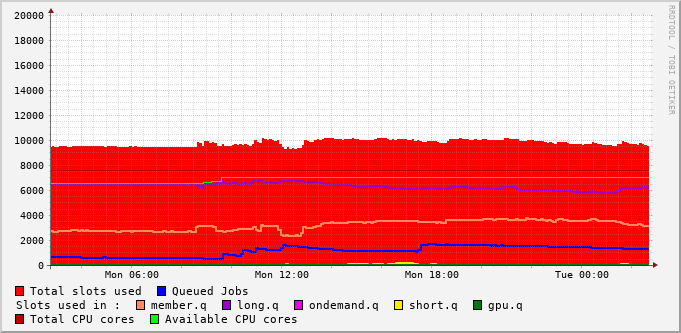 20000
18000
16000
14000
12000
10000
8000
6000
4000
2000
0
Mon 06:00 Mon 12:00 Mon 18:00 Tue 00:00
RRDTOOL / TOBI OETIKER
Total slots used Queued Jobs
Slots used in : member.q long.q ondemand.q short.q gpu.q
Total CPU cores Available CPU cores